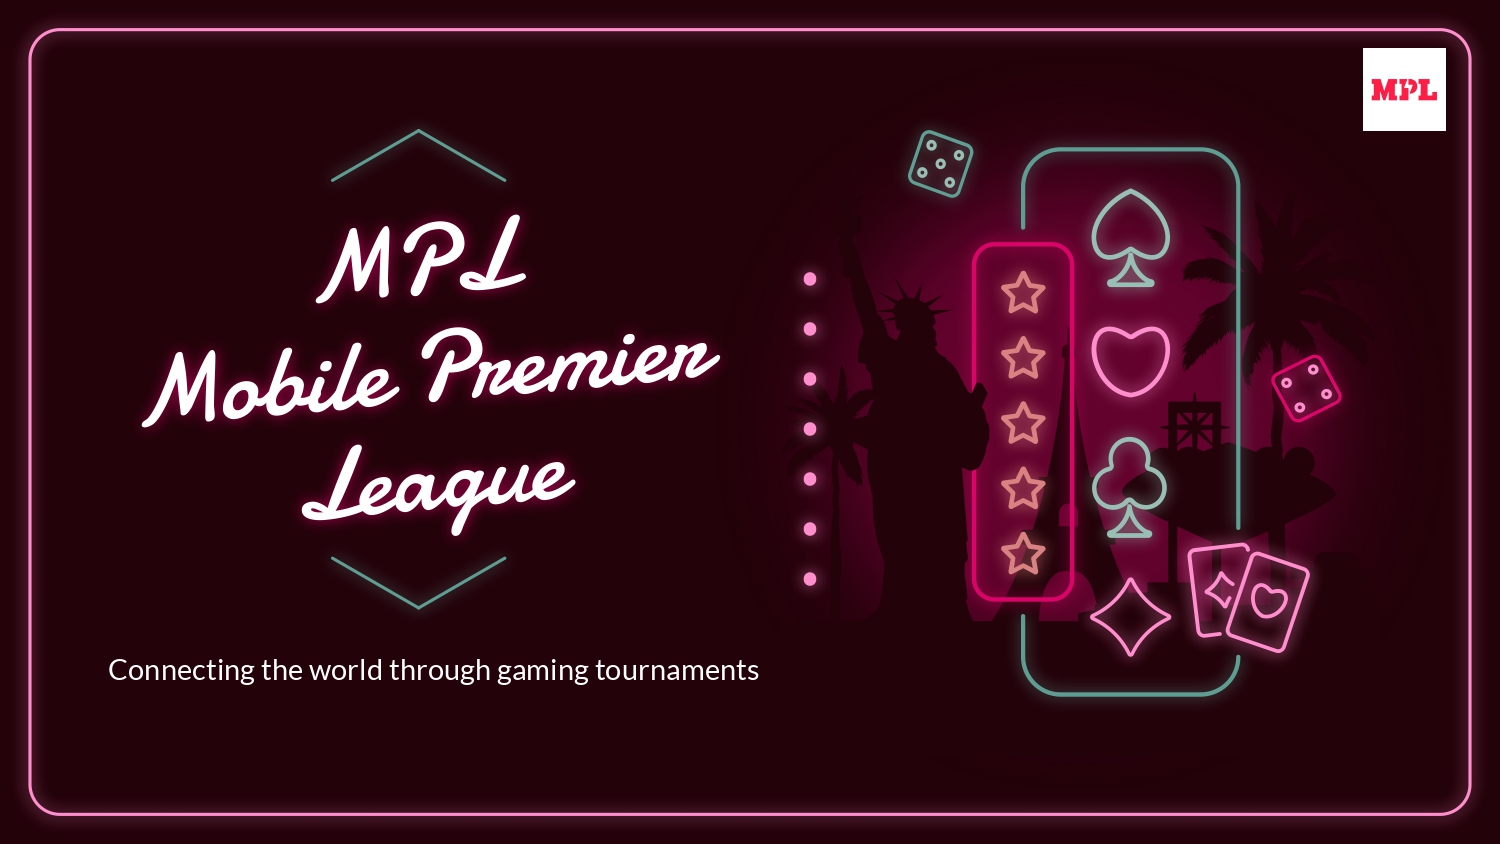 MPL
MPL
Mobile Premier
League
Connecting the world through gaming tournaments